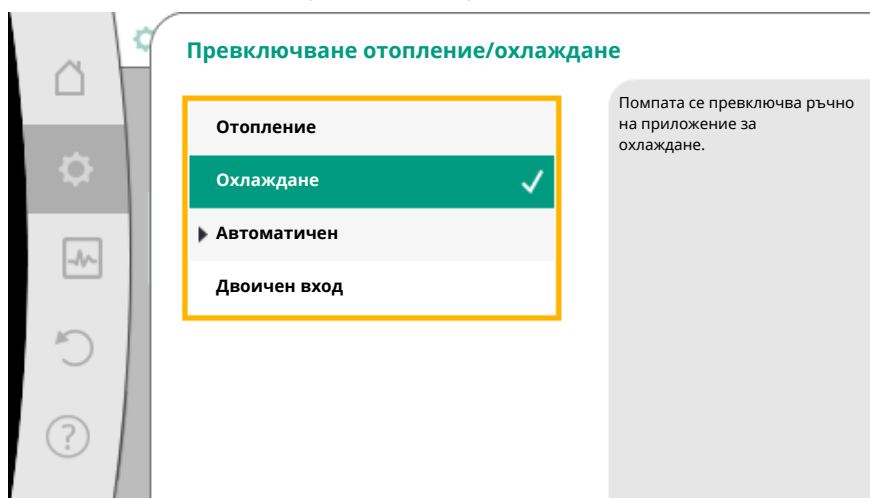 Превключване отопление/охлаждане
Отопление
Охлаждане
Автоматичен
Двоичен вход
Помпата се превключва ръчно
на приложение за
охлаждане.
?